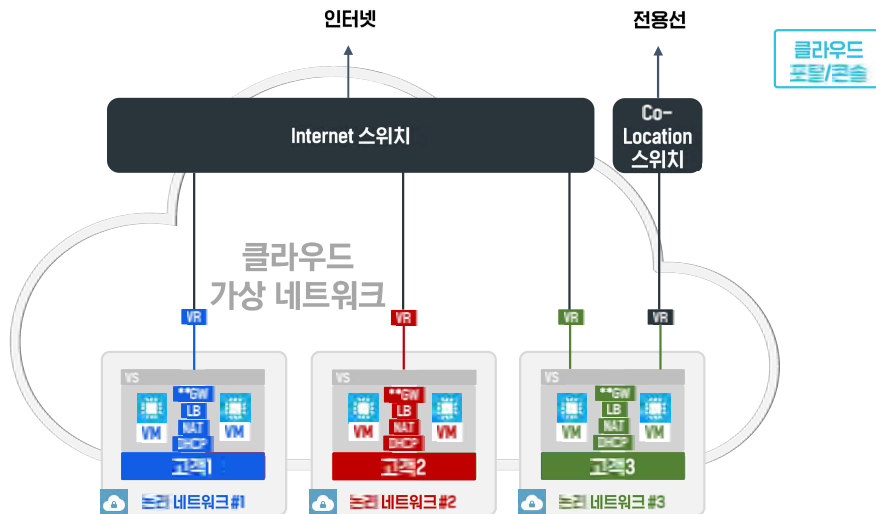 인터넷
전용선
클라우드
포탈/콘솔
Internet 스위치
Co-
Location
스위치
클라우드
가상 네트워크
VR
VR
VR
VR
VS
**GW
LB
NAT
DHCP
VM
VM
고객1
논리 네트워크#1
VS
**GW
LB
NAT
DHCP
VM
VM
고객2
논리 네트워크#2
VS
**GW
LB
NAT
DHCP
VM
VM
고객3
논리 네트워크#3